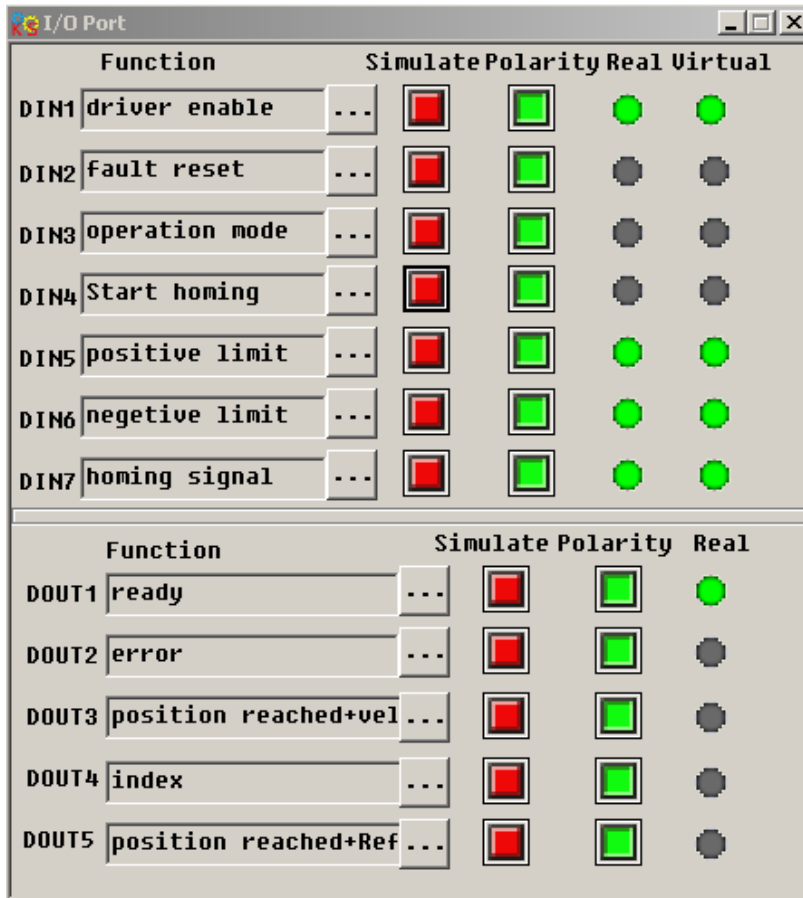 I/O Port
Function Simulate Polarity Real Virtual
DIN1 driver enable ...
DIN2 fault reset ...
DIN3 operation mode ...
DIN4 Start homing ...
DIN5 positive limit ...
DIN6 negetive limit ...
DIN7 homing signal ...
Function Simulate Polarity Real
DOUT1 ready ...
DOUT2 error ...
DOUT3 position reached+vel ...
DOUT4 index ...
DOUT5 position reached+Ref ...